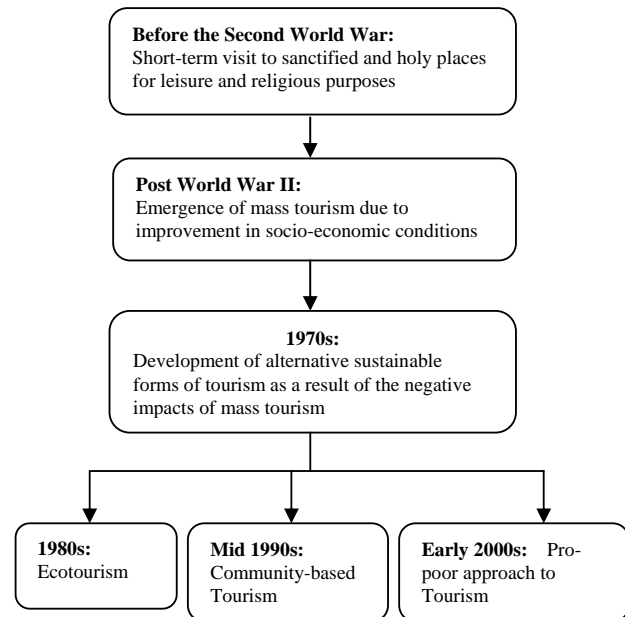 Before the Second World War:
Short-term visit to sanctified and holy places
for leisure and religious purposes
Post World War II:
Emergence of mass tourism due to
improvement in socio-economic conditions
1970s:
Development of alternative sustainable
forms of tourism as a result of the negative
impacts of mass tourism
1980s:
Ecotourism
Mid 1990s:
Community-based
Tourism
Early 2000s: Pro-
poor approach to
Tourism